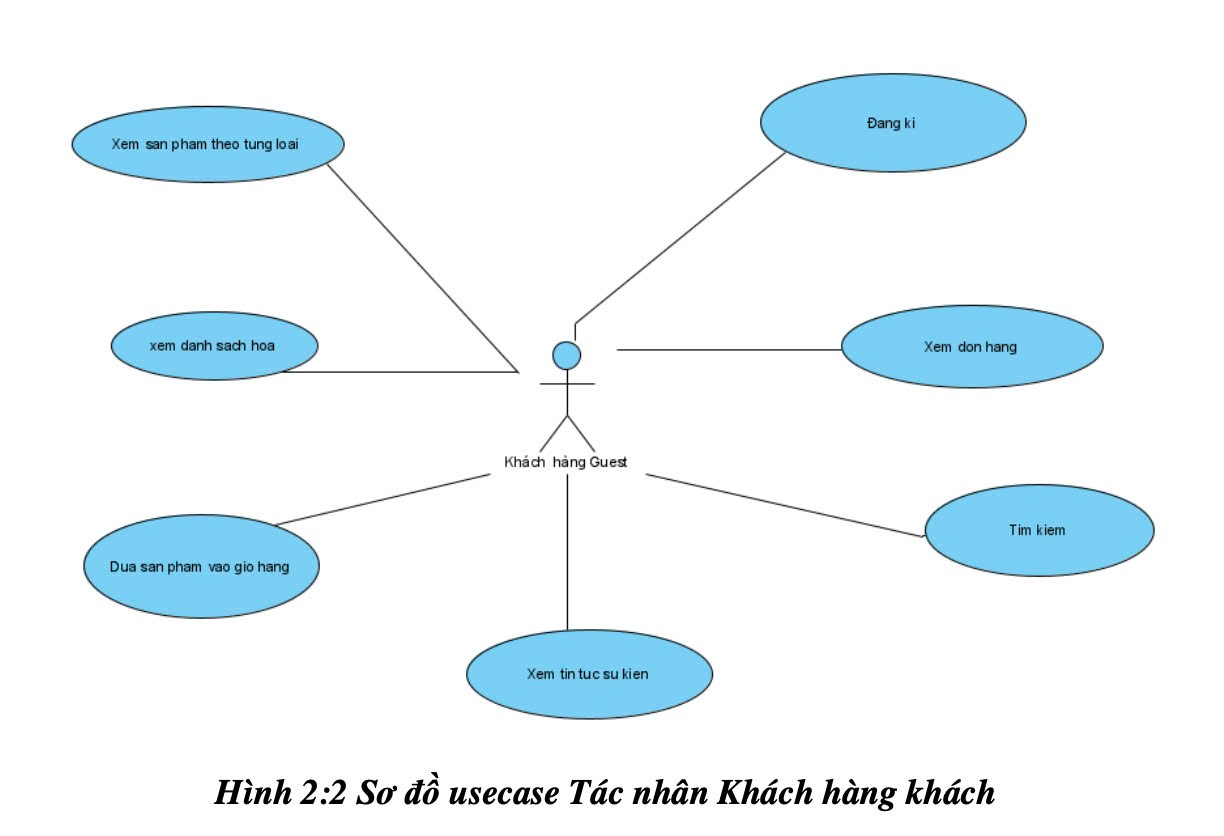 Đang ki
Xem san pham theo tung loai
xem danh sach hoa
Xem don hang
Khách hàng Guest
Tim kiem
Dua san pham vao gio hang
Xem tin tuc su kien
Hình 2:2 Sơ đồ usecase Tác nhân Khách hàng khách